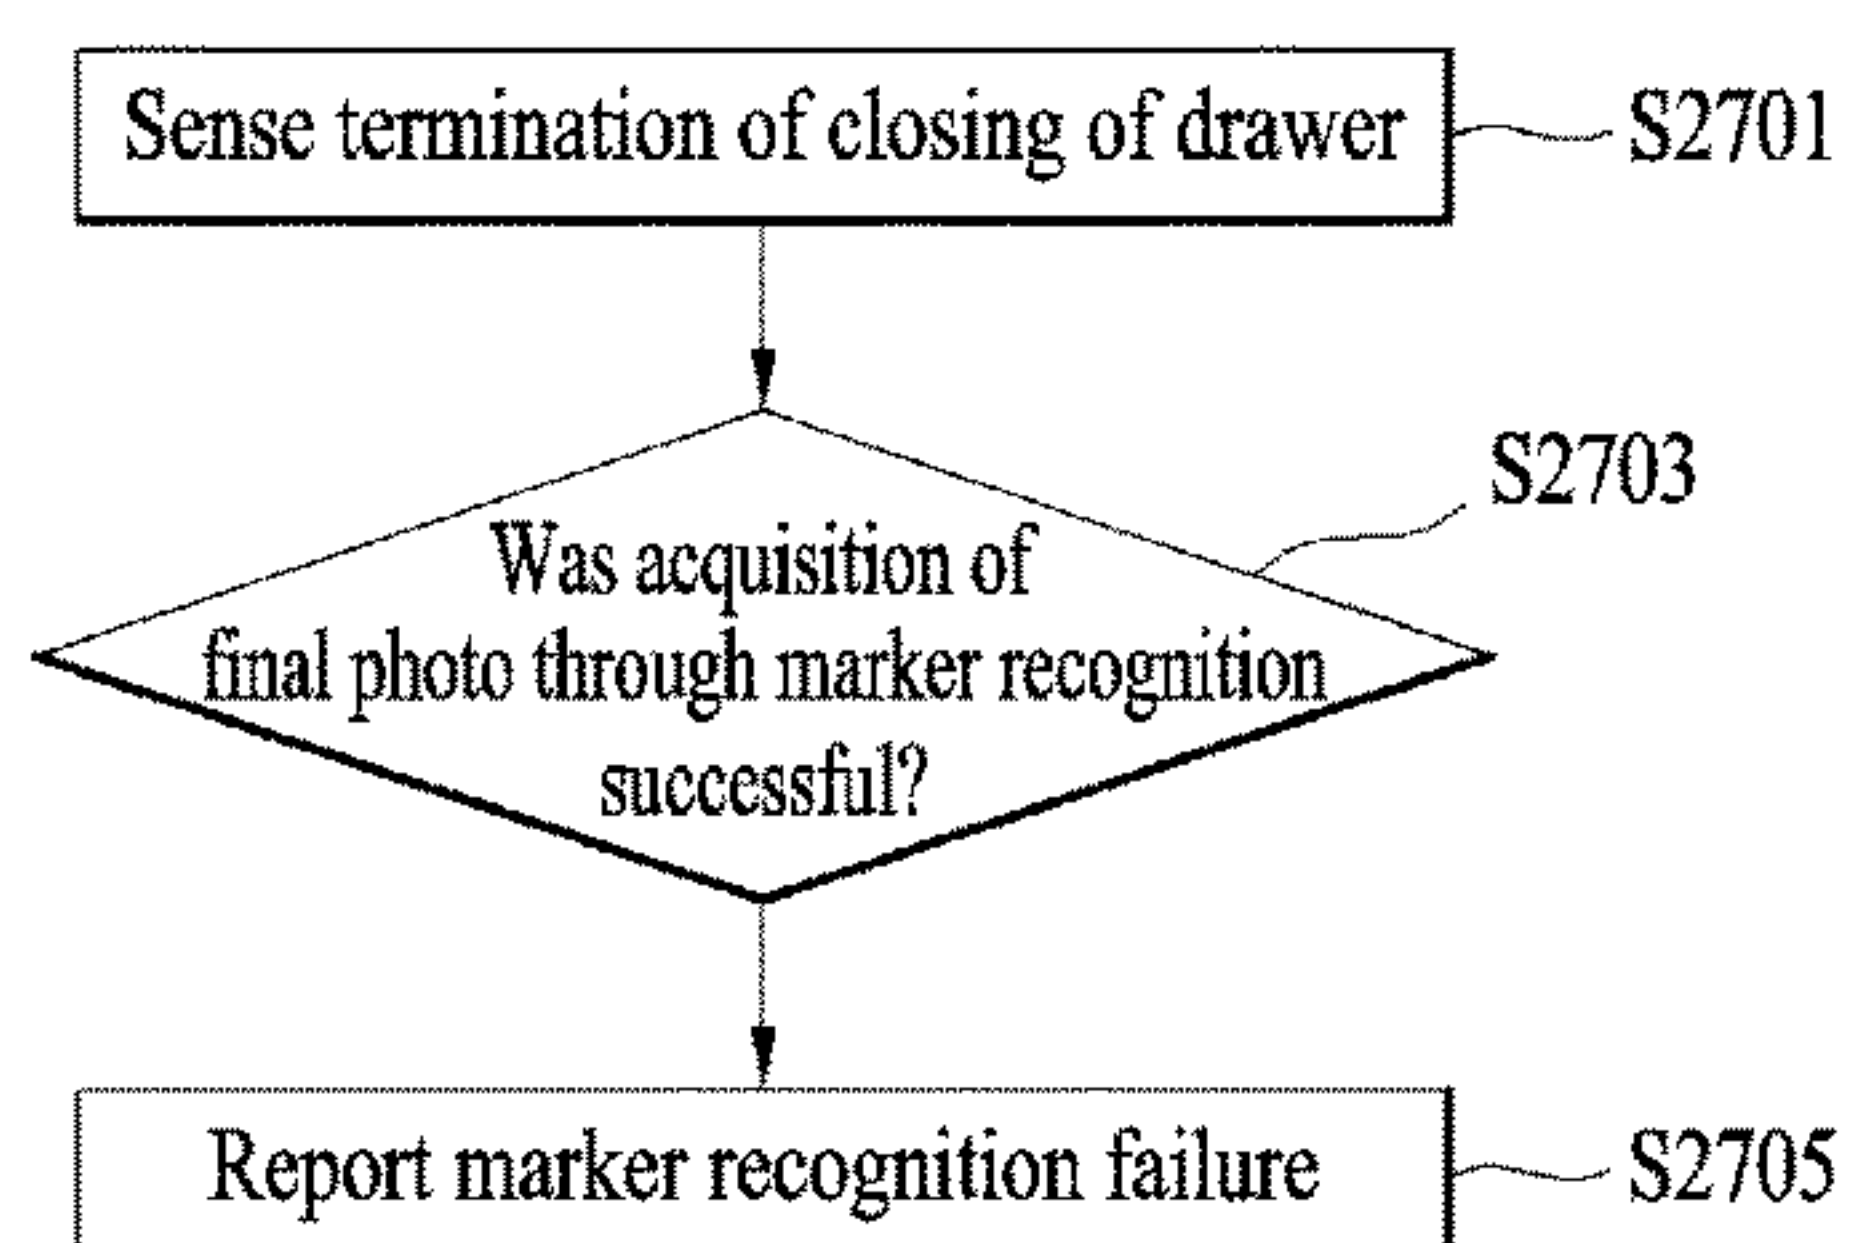 Sense termination of closing of drawer
S2701
S2703
Was acquisition of
final photo through marker recognition
successful?
Report marker recognition failure
S2705